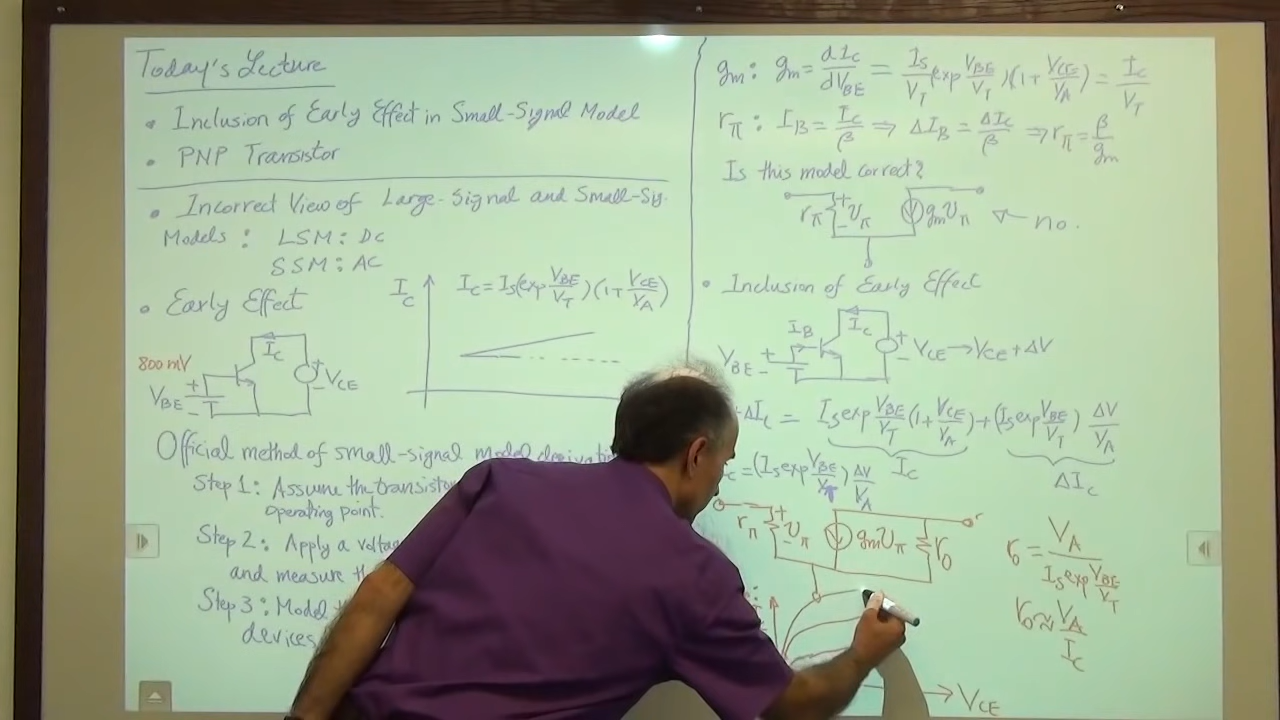 Today's Lecture
• Inclusion of Early Effect in Small-Signal Model
• PNP Transistor
• Incorrect View of Large-Signal and Small-Sig.
Models : LSM : DC
SSM : AC
• Early Effect
I_C
I_C = I_S(exp V_BE/V_T)(1+V_CE/V_A)
800 mV
V_BE + −
I_C
+ − V_CE
Official method of small-signal model
Step 1 : Assume the
operating point.
Step 2 : Apply a
and measure
Step 3 : Model
devices
g_m : g_m = dI_C/dV_BE = I_S/V_T (exp V_BE/V_T)(1+V_CE/V_A) = I_C/V_T
r_π : I_B = I_C/β ⇒ ΔI_B = ΔI_C/β ⇒ r_π = β/g_m
Is this model correct?
r_π + − v_π g_m v_π ← no.
• Inclusion of Early Effect
I_B I_C
V_BE + − + − V_CE → V_CE + ΔV
+ΔI_C = I_S exp V_BE/V_T (1+V_CE/V_A) + (I_S exp V_BE/V_T) ΔV/V_A
I_C ΔI_C
= (I_S exp V_BE/V_T) ΔV/V_A
r_π + − v_π g_m v_π r_O
r_O = V_A/(I_S exp V_BE/V_T)
r_O ≈ V_A/I_C
V_CE